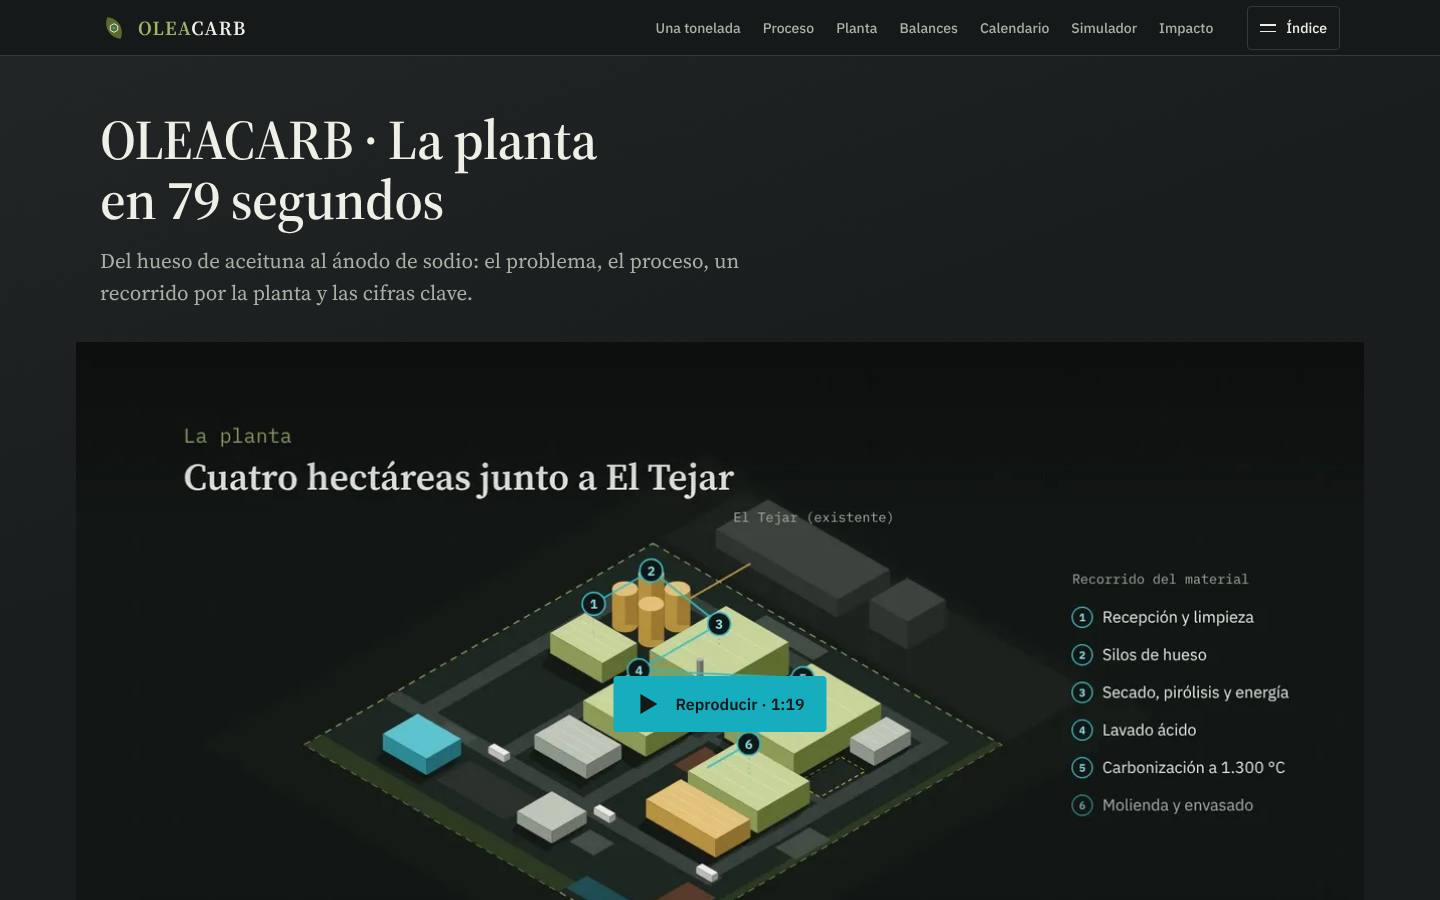 OLEACARB
Una tonelada
Proceso
Planta
Balances
Calendario
Simulador
Impacto
Índice
OLEACARB · La planta
en 79 segundos
Del hueso de aceituna al ánodo de sodio: el problema, el proceso, un
recorrido por la planta y las cifras clave.
La planta
Cuatro hectáreas junto a El Tejar
El Tejar (existente)
2
1
3
4
Reproducir · 1:19
6
Recorrido del material
1 Recepción y limpieza
2 Silos de hueso
3 Secado, pirólisis y energía
4 Lavado ácido
5 Carbonización a 1.300 °C
6 Molienda y envasado